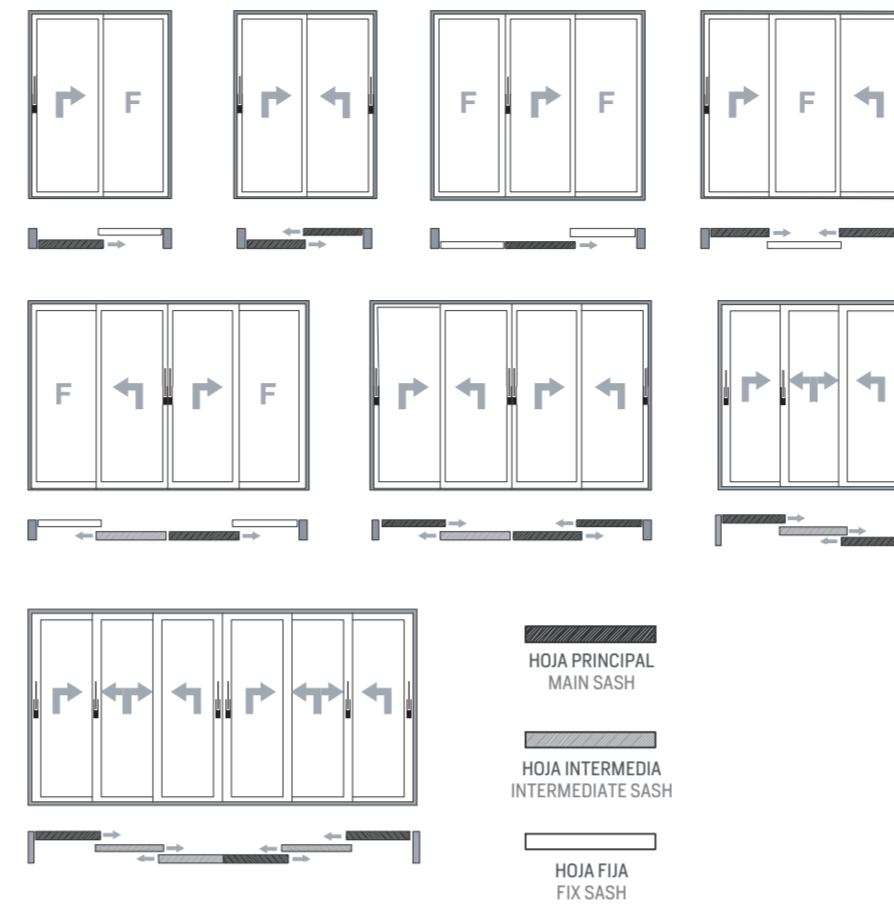 F
F
F
F
F
F
HOJA PRINCIPAL
MAIN SASH
HOJA INTERMEDIA
INTERMEDIATE SASH
HOJA FIJA
FIX SASH